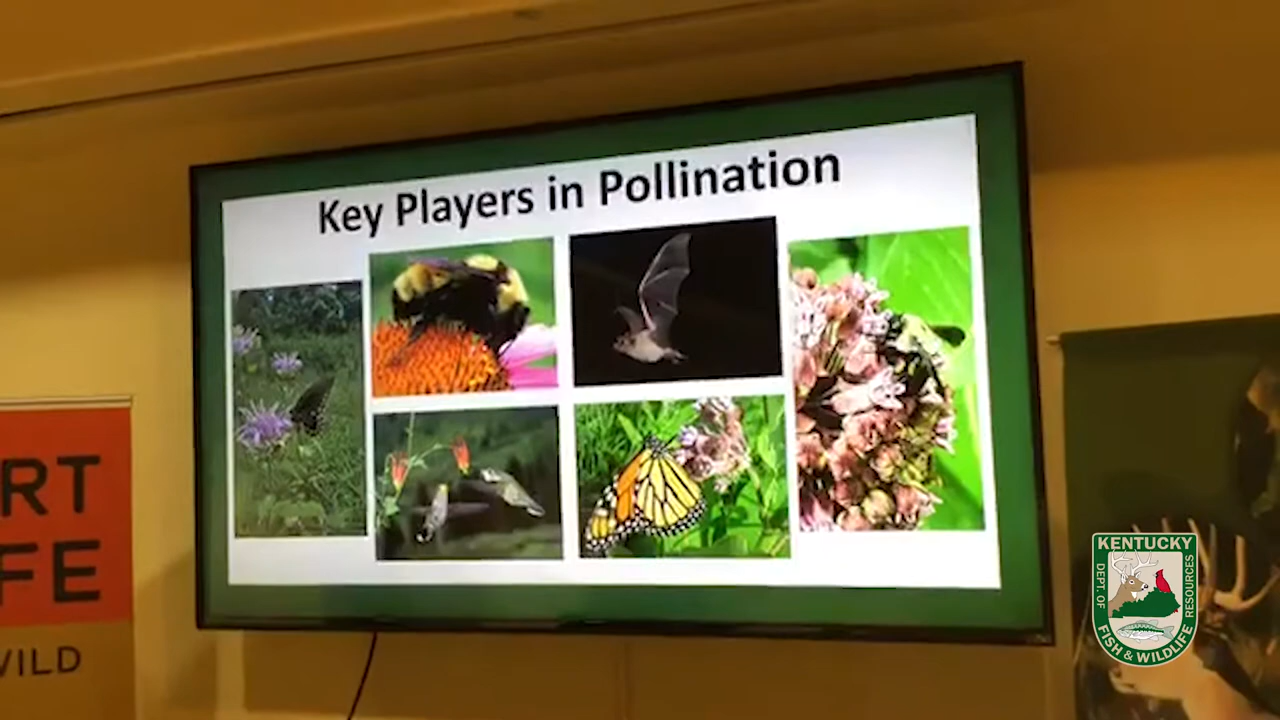 Key Players in Pollination
RT
FE
WILD
KENTUCKY
DEPT. OF
FISH & WILDLIFE
RESOURCES